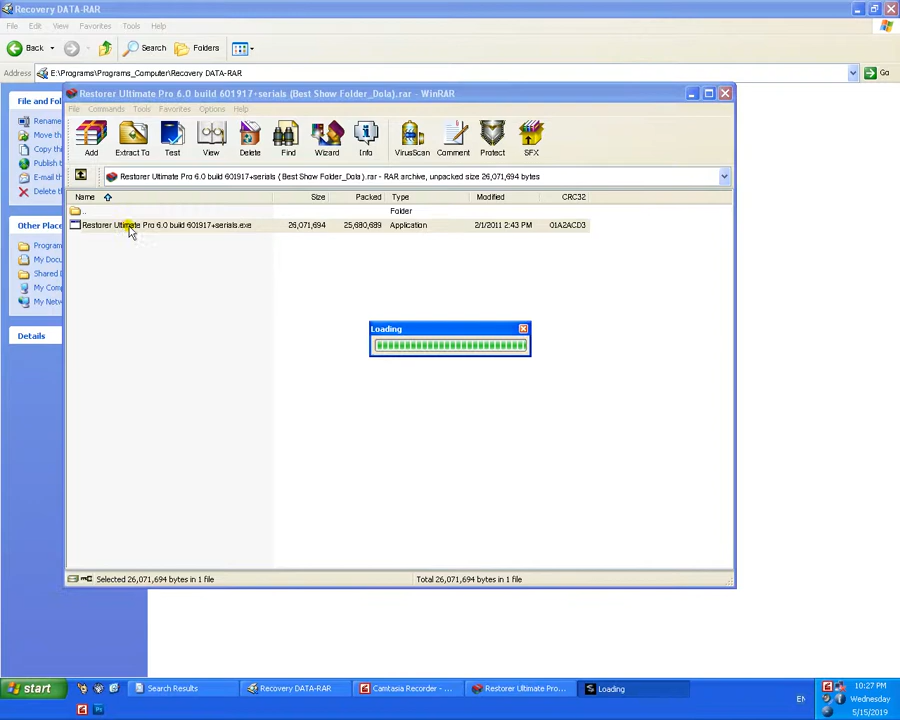 Recovery DATA-RAR
File Edit View Favorites Tools Help
Back Search Folders
Address E:\Programs\Programs_Computer\Recovery DATA-RAR Go
File and Fol
Rename
Move th
Copy this
Publish t
E-mail th
Delete th
Other Place
Program
My Docu
Shared D
My Comp
My Netw
Details
Restorer Ultimate Pro 6.0 build 601917+serials (Best Show Folder_Dola).rar - WinRAR
File Commands Tools Favorites Options Help
Add Extract To Test View Delete Find Wizard Info VirusScan Comment Protect SFX
Restorer Ultimate Pro 6.0 build 601917+serials (Best Show Folder_Dola).rar - RAR archive, unpacked size 26,071,694 bytes
Name Size Packed Type Modified CRC32
.. Folder
Restorer Ultimate Pro 6.0 build 601917+serials.exe 26,071,694 25,680,689 Application 2/1/2011 2:43 PM 01A2ACD3
Loading
Selected 26,071,694 bytes in 1 file Total 26,071,694 bytes in 1 file
start Search Results Recovery DATA-RAR Camtasia Recorder - ... Restorer Ultimate Pro... Loading EN 10:27 PM
Wednesday
5/15/2019